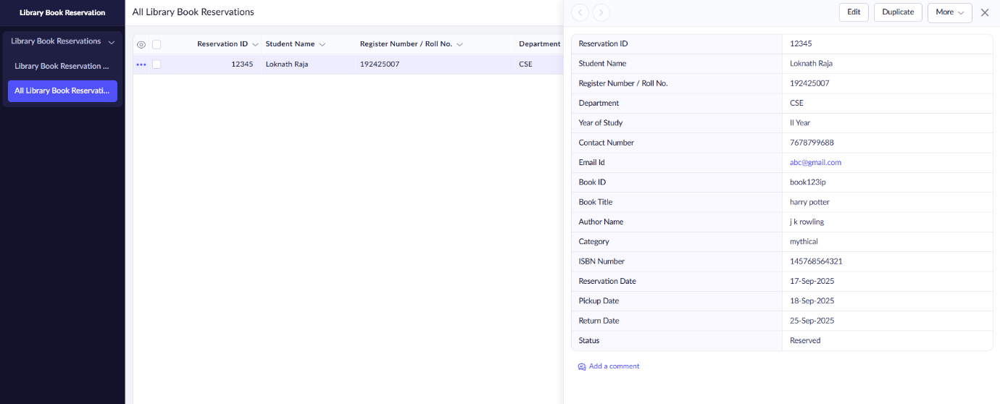 Library Book Reservation
Library Book Reservations
Library Book Reservation ...
All Library Book Reservati...
All Library Book Reservations
Reservation ID Student Name Register Number / Roll No. Department
12345 Loknath Raja 192425007 CSE
Edit Duplicate More
Reservation ID 12345
Student Name Loknath Raja
Register Number / Roll No. 192425007
Department CSE
Year of Study II Year
Contact Number 7678799688
Email Id abc@gmail.com
Book ID book123ip
Book Title harry potter
Author Name j k rowling
Category mythical
ISBN Number 145768564321
Reservation Date 17-Sep-2025
Pickup Date 18-Sep-2025
Return Date 25-Sep-2025
Status Reserved
Add a comment